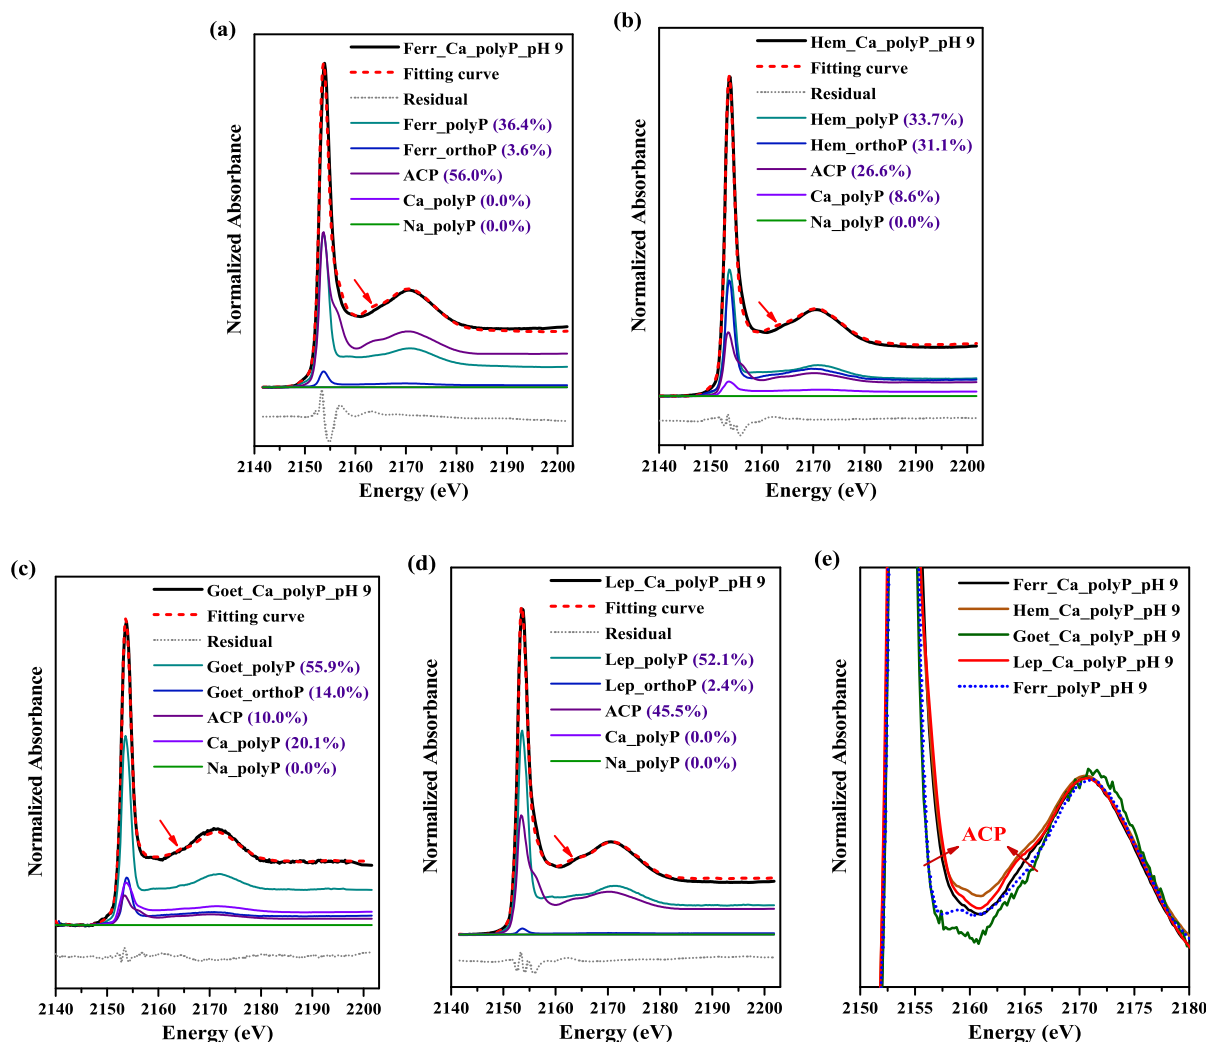 (a)
Ferr_Ca_polyP_pH 9
Fitting curve
Residual
Ferr_polyP (36.4%)
Ferr_orthoP (3.6%)
ACP (56.0%)
Ca_polyP (0.0%)
Na_polyP (0.0%)
Normalized Absorbance
2140 2150 2160 2170 2180 2190 2200
Energy (eV)
(b)
Hem_Ca_polyP_pH 9
Fitting curve
Residual
Hem_polyP (33.7%)
Hem_orthoP (31.1%)
ACP (26.6%)
Ca_polyP (8.6%)
Na_polyP (0.0%)
Normalized Absorbance
2140 2150 2160 2170 2180 2190 2200
Energy (eV)
(c)
Goet_Ca_polyP_pH 9
Fitting curve
Residual
Goet_polyP (55.9%)
Goet_orthoP (14.0%)
ACP (10.0%)
Ca_polyP (20.1%)
Na_polyP (0.0%)
Normalized Absorbance
2140 2150 2160 2170 2180 2190 2200
Energy (eV)
(d)
Lep_Ca_polyP_pH 9
Fitting curve
Residual
Lep_polyP (52.1%)
Lep_orthoP (2.4%)
ACP (45.5%)
Ca_polyP (0.0%)
Na_polyP (0.0%)
Normalized Absorbance
2140 2150 2160 2170 2180 2190 2200
Energy (eV)
(e)
Ferr_Ca_polyP_pH 9
Hem_Ca_polyP_pH 9
Goet_Ca_polyP_pH 9
Lep_Ca_polyP_pH 9
Ferr_polyP_pH 9
ACP
Normalized Absorbance
2150 2155 2160 2165 2170 2175 2180
Energy (eV)